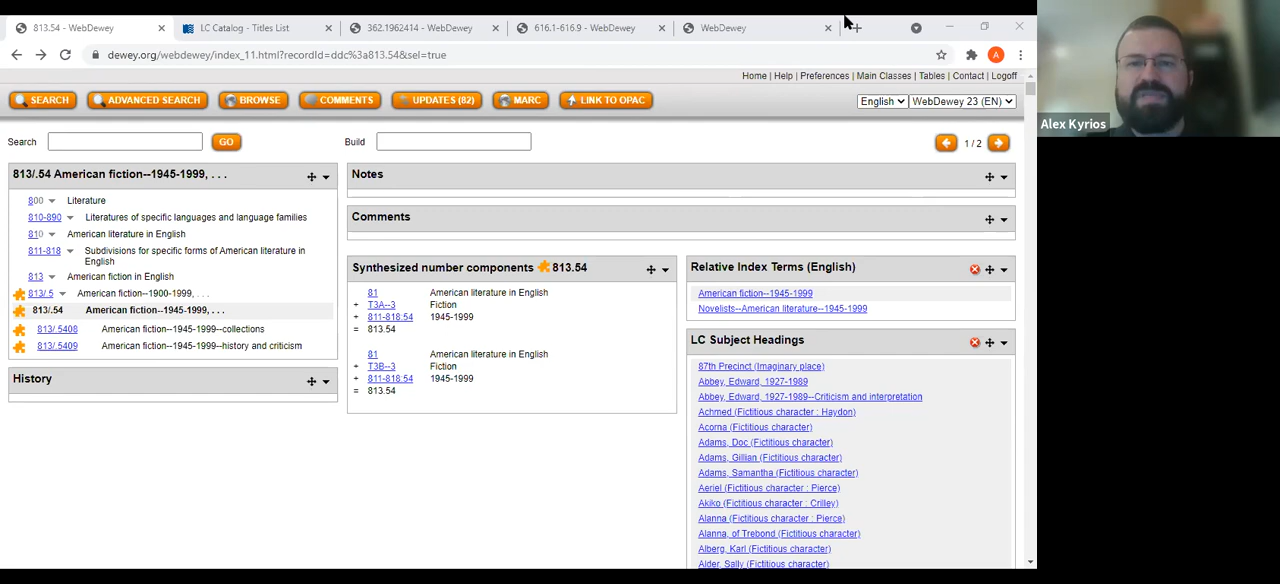 813.54 - WebDewey
LC Catalog - Titles List
362.1962414 - WebDewey
616.1-616.9 - WebDewey
WebDewey
dewey.org/webdewey/index_11.html?recordId=ddc%3a813.54&sel=true
A
Home | Help | Preferences | Main Classes | Tables | Contact | Logoff
SEARCH ADVANCED SEARCH BROWSE COMMENTS UPDATES (82) MARC LINK TO OPAC
English WebDewey 23 (EN)
Search GO Build 1 / 2
813/.54 American fiction--1945-1999, . . .
800 Literature
810-890 Literatures of specific languages and language families
810 American literature in English
811-818 Subdivisions for specific forms of American literature in
English
813 American fiction in English
813/.5 American fiction--1900-1999, . . .
813/.54 American fiction--1945-1999, . . .
813/.5408 American fiction--1945-1999--collections
813/.5409 American fiction--1945-1999--history and criticism
History
Notes
Comments
Synthesized number components 813.54
81 American literature in English
+ T3A--3 Fiction
+ 811-818:54 1945-1999
= 813.54
81 American literature in English
+ T3B--3 Fiction
+ 811-818:54 1945-1999
= 813.54
Relative Index Terms (English)
American fiction--1945-1999
Novelists--American literature--1945-1999
LC Subject Headings
87th Precinct (Imaginary place)
Abbey, Edward, 1927-1989
Abbey, Edward, 1927-1989--Criticism and interpretation
Achmed (Fictitious character : Haydon)
Acorna (Fictitious character)
Adams, Doc (Fictitious character)
Adams, Gillian (Fictitious character)
Adams, Samantha (Fictitious character)
Aeriel (Fictitious character : Pierce)
Akiko (Fictitious character : Crilley)
Alanna (Fictitious character : Pierce)
Alanna, of Trebond (Fictitious character)
Alberg, Karl (Fictitious character)
Alder, Sally (Fictitious character)
Alex Kyrios